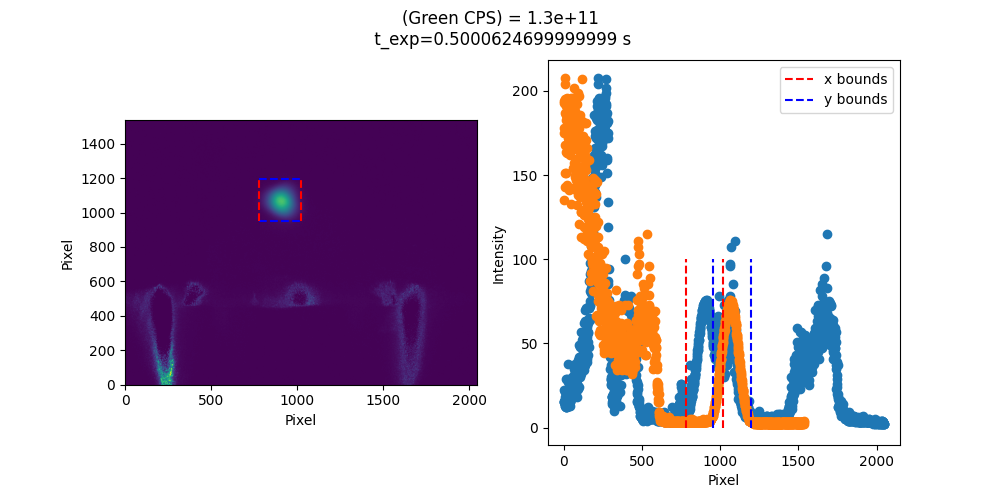 (Green CPS) = 1.3e+11
t_exp=0.5000624699999999 s
1400
1200
1000
800
600
400
200
0
Pixel
0
500
1000
1500
2000
Pixel
200
150
100
50
0
Intensity
0
500
1000
1500
2000
Pixel
x bounds
y bounds